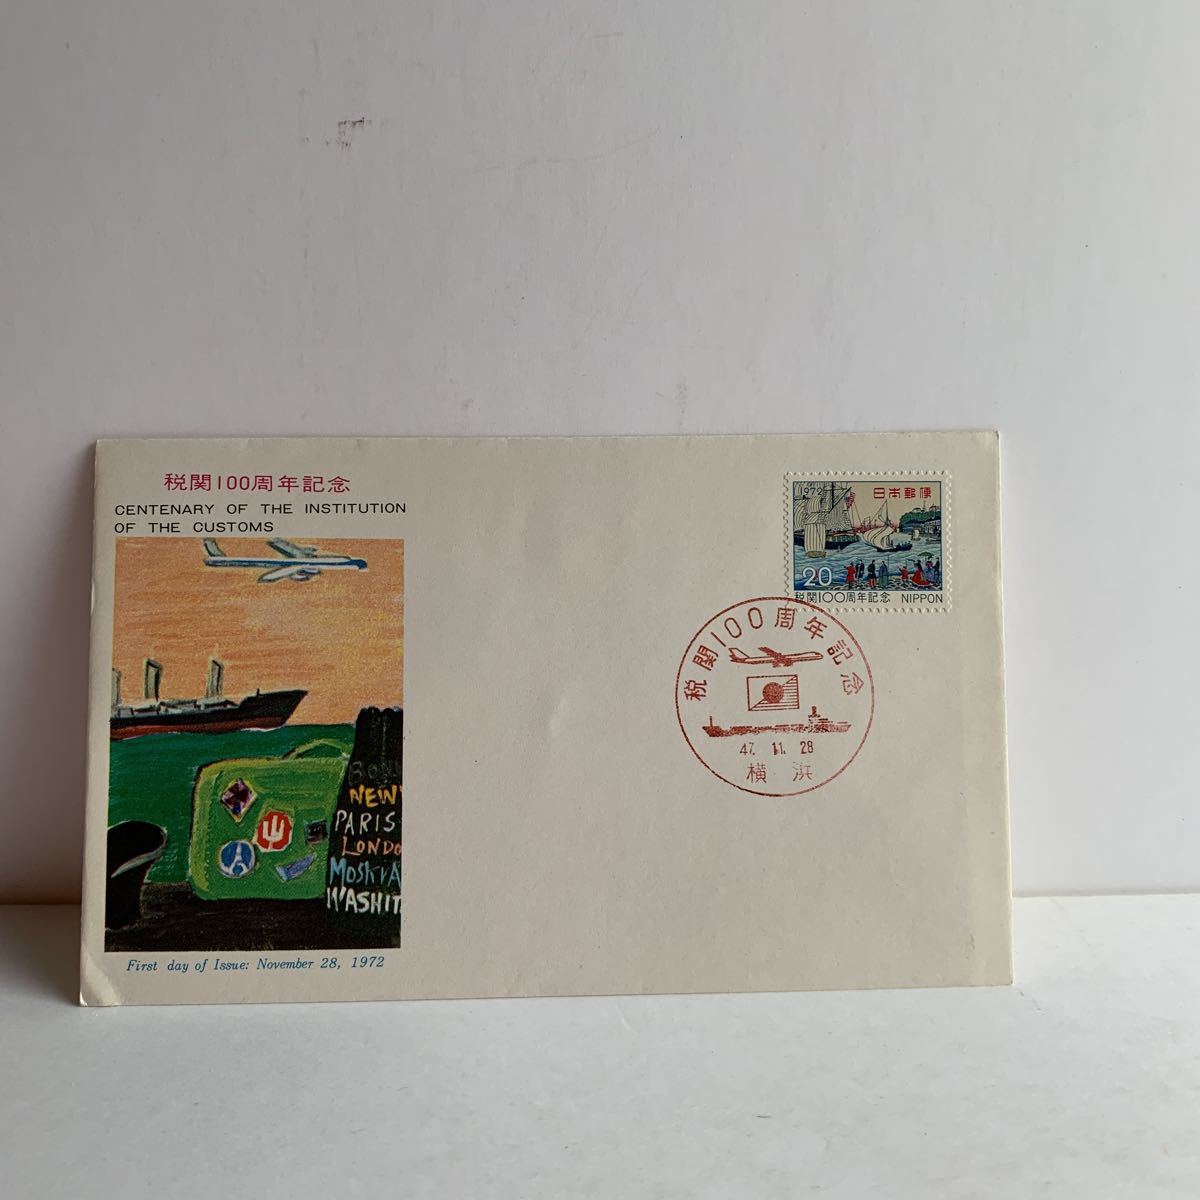 税関100周年記念
CENTENARY OF THE INSTITUTION
OF THE CUSTOMS
BON
NEW
PARIS
LONDO
MOSKVA
WASHIT
First day of Issue: November 28, 1972
1972 日本郵便
20
税関100周年記念 NIPPON
税関100周年記念
47. 11. 28
横浜